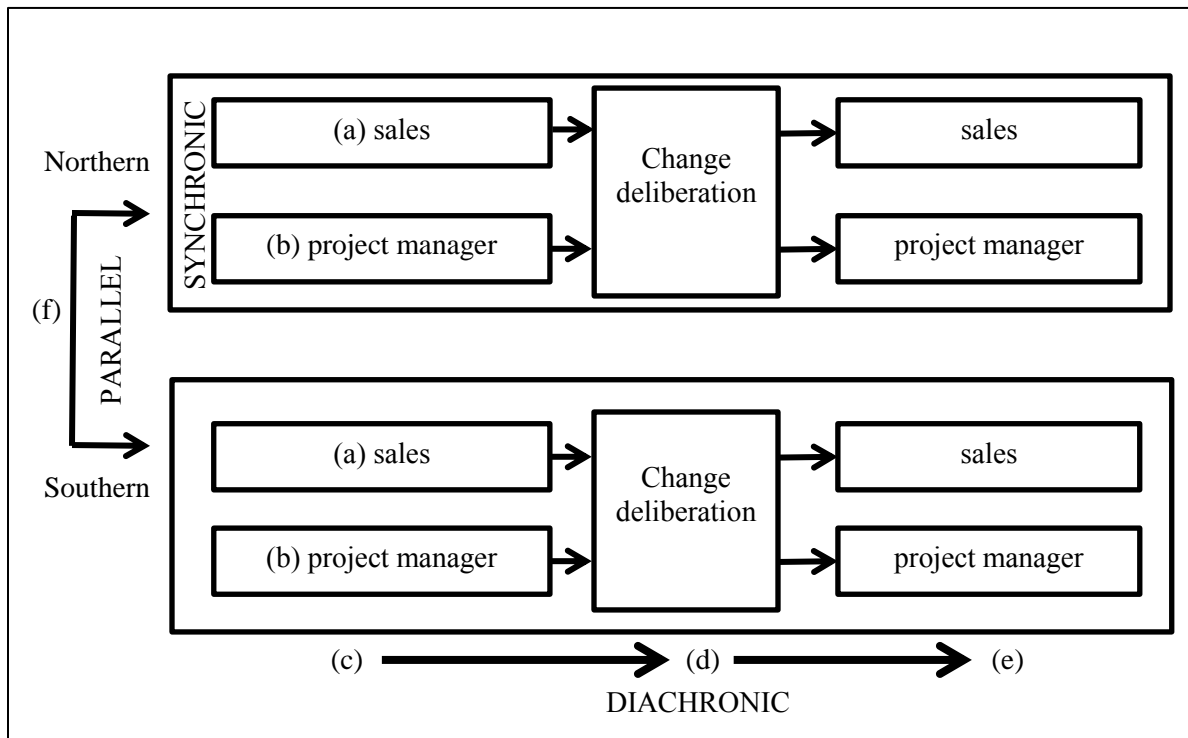 SYNCHRONIC
(a) sales
Change
deliberation
sales
Northern
(b) project manager
project manager
(f)
PARALLEL
Southern
(a) sales
Change
deliberation
sales
(b) project manager
project manager
(c)
(d)
(e)
DIACHRONIC